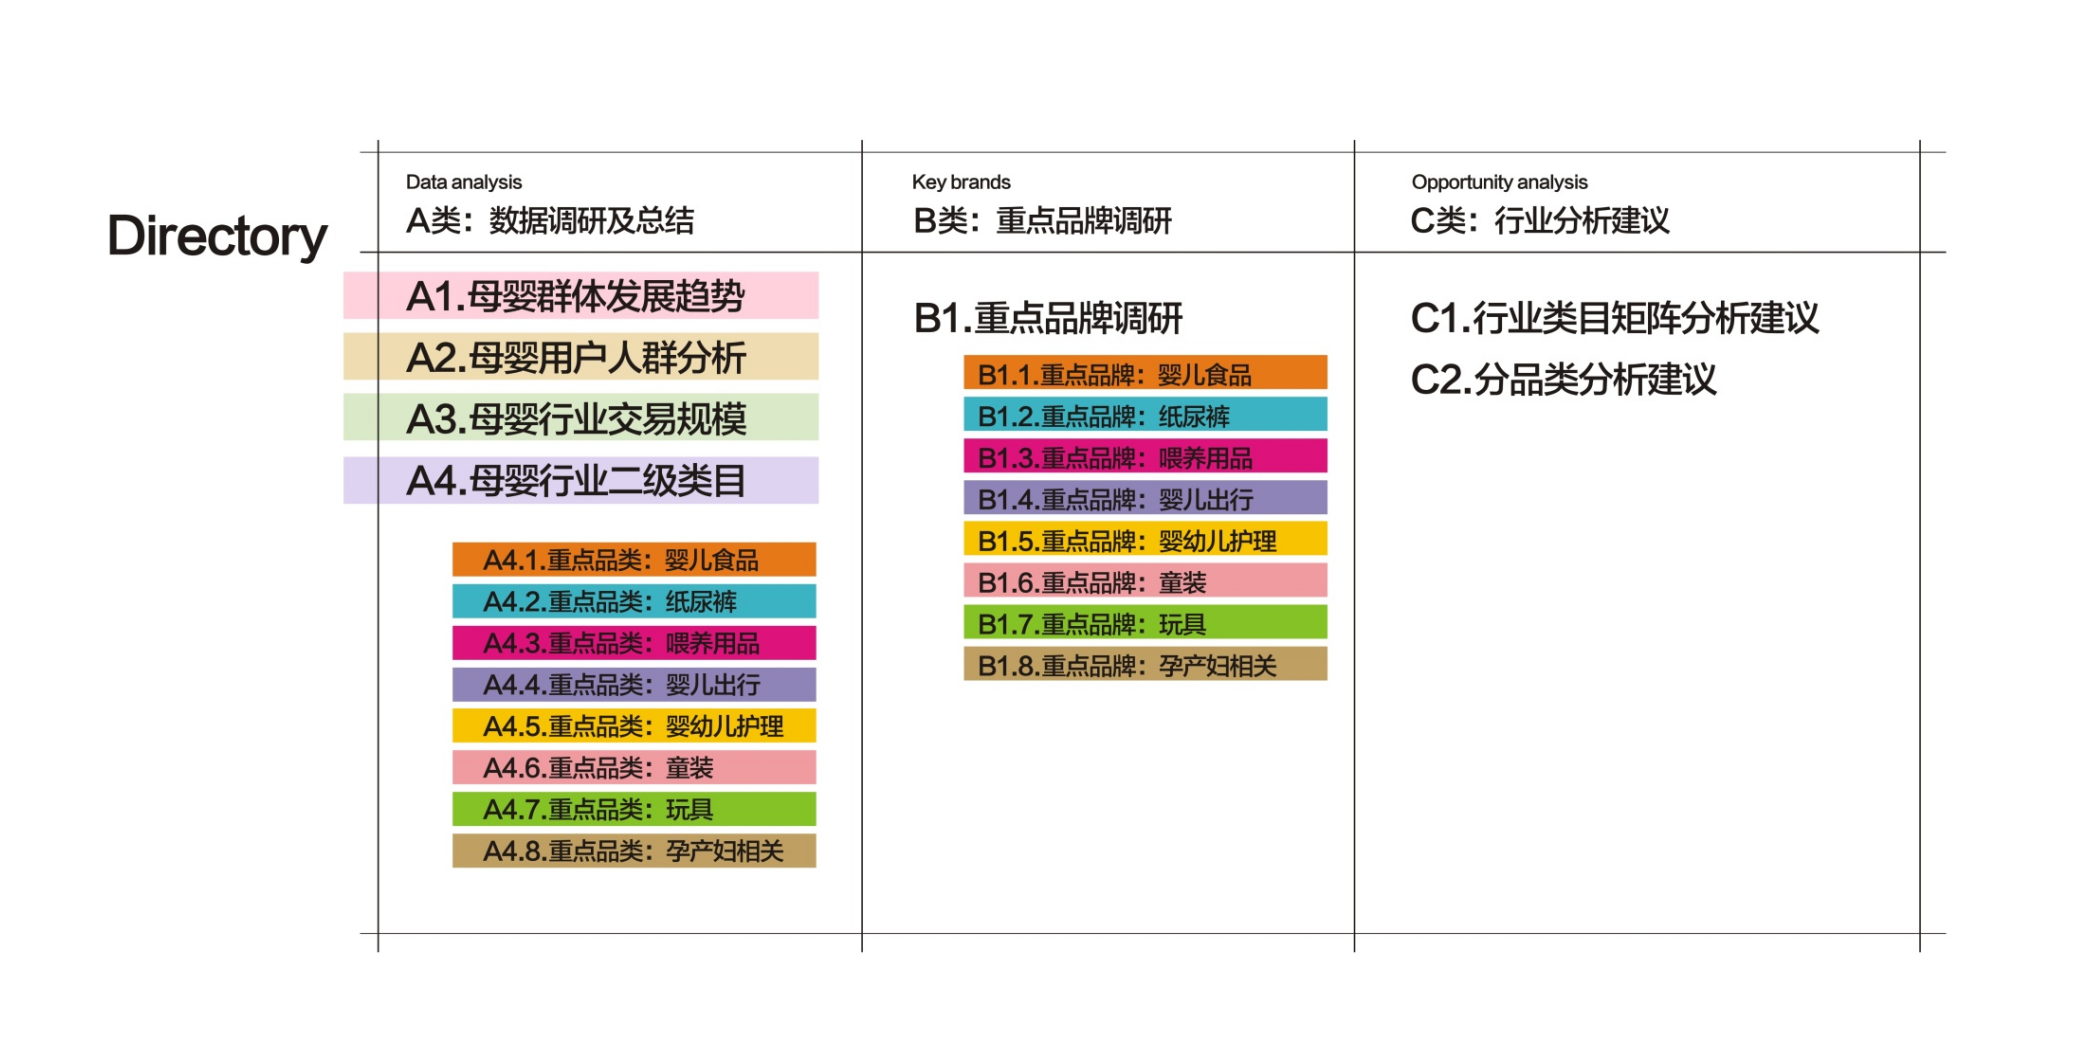 Directory
Data analysis
A类：数据调研及总结
A1.母婴群体发展趋势
A2.母婴用户人群分析
A3.母婴行业交易规模
A4.母婴行业二级类目
A4.1.重点品类：婴儿食品
A4.2.重点品类：纸尿裤
A4.3.重点品类：喂养用品
A4.4.重点品类：婴儿出行
A4.5.重点品类：婴幼儿护理
A4.6.重点品类：童装
A4.7.重点品类：玩具
A4.8.重点品类：孕产妇相关
Key brands
B类：重点品牌调研
B1.重点品牌调研
B1.1.重点品牌：婴儿食品
B1.2.重点品牌：纸尿裤
B1.3.重点品牌：喂养用品
B1.4.重点品牌：婴儿出行
B1.5.重点品牌：婴幼儿护理
B1.6.重点品牌：童装
B1.7.重点品牌：玩具
B1.8.重点品牌：孕产妇相关
Opportunity analysis
C类：行业分析建议
C1.行业类目矩阵分析建议
C2.分品类分析建议